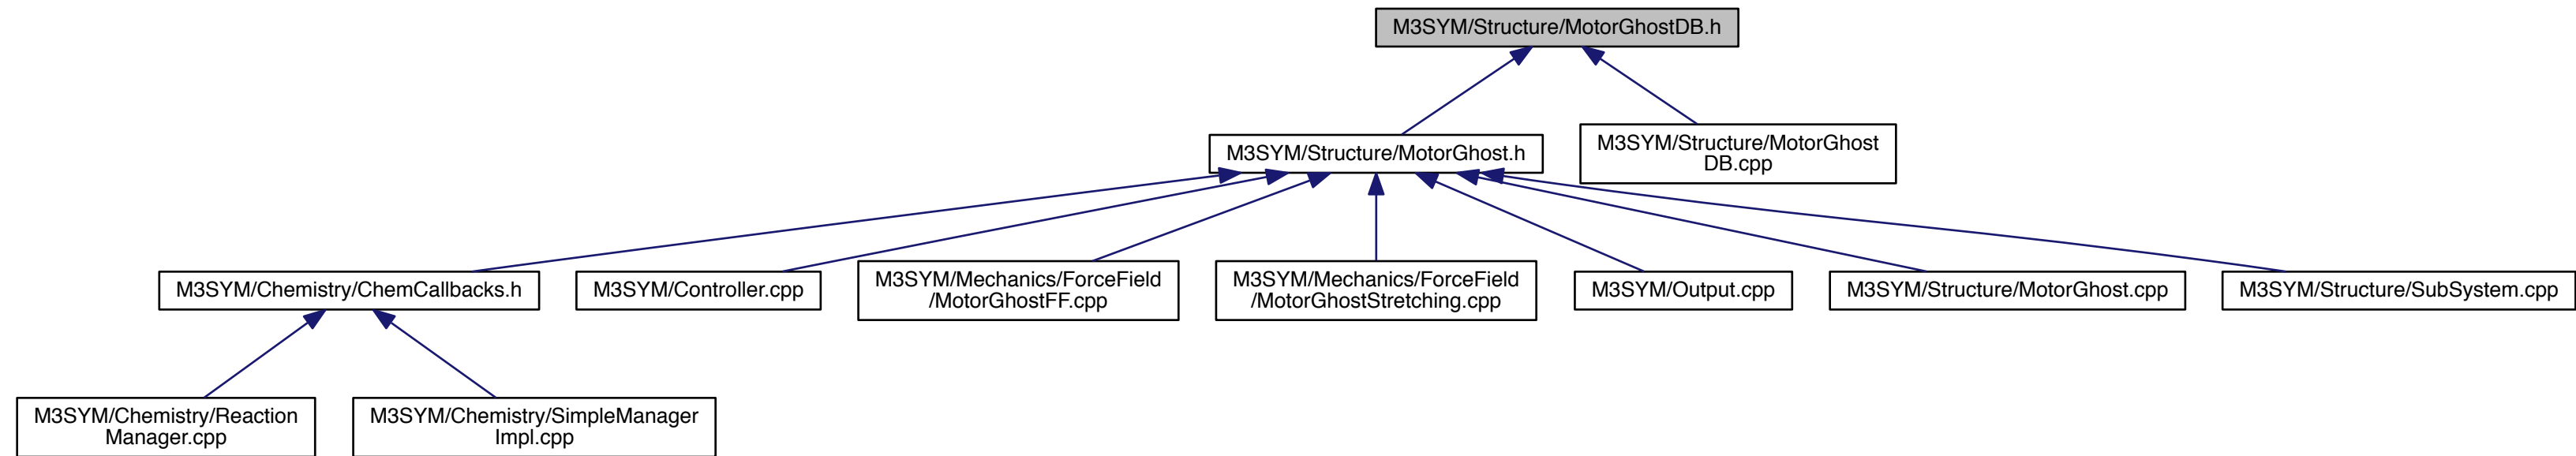 M3SYM/Structure/MotorGhostDB.h
M3SYM/Structure/MotorGhost.h
M3SYM/Structure/MotorGhost
DB.cpp
M3SYM/Chemistry/ChemCallbacks.h
M3SYM/Controller.cpp
M3SYM/Mechanics/ForceField
/MotorGhostFF.cpp
M3SYM/Mechanics/ForceField
/MotorGhostStretching.cpp
M3SYM/Output.cpp
M3SYM/Structure/MotorGhost.cpp
M3SYM/Structure/SubSystem.cpp
M3SYM/Chemistry/Reaction
Manager.cpp
M3SYM/Chemistry/SimpleManager
Impl.cpp